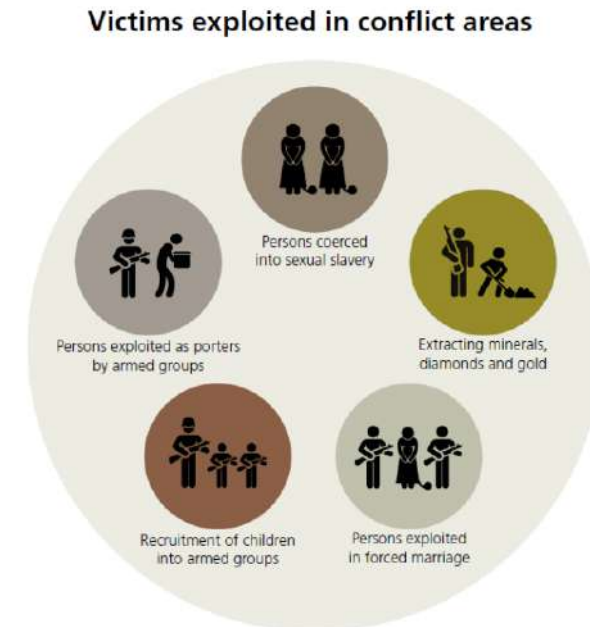 Victims exploited in conflict areas
Persons coerced
into sexual slavery
Persons exploited as porters
by armed groups
Extracting minerals,
diamonds and gold
Recruitment of children
into armed groups
Persons exploited
in forced marriage